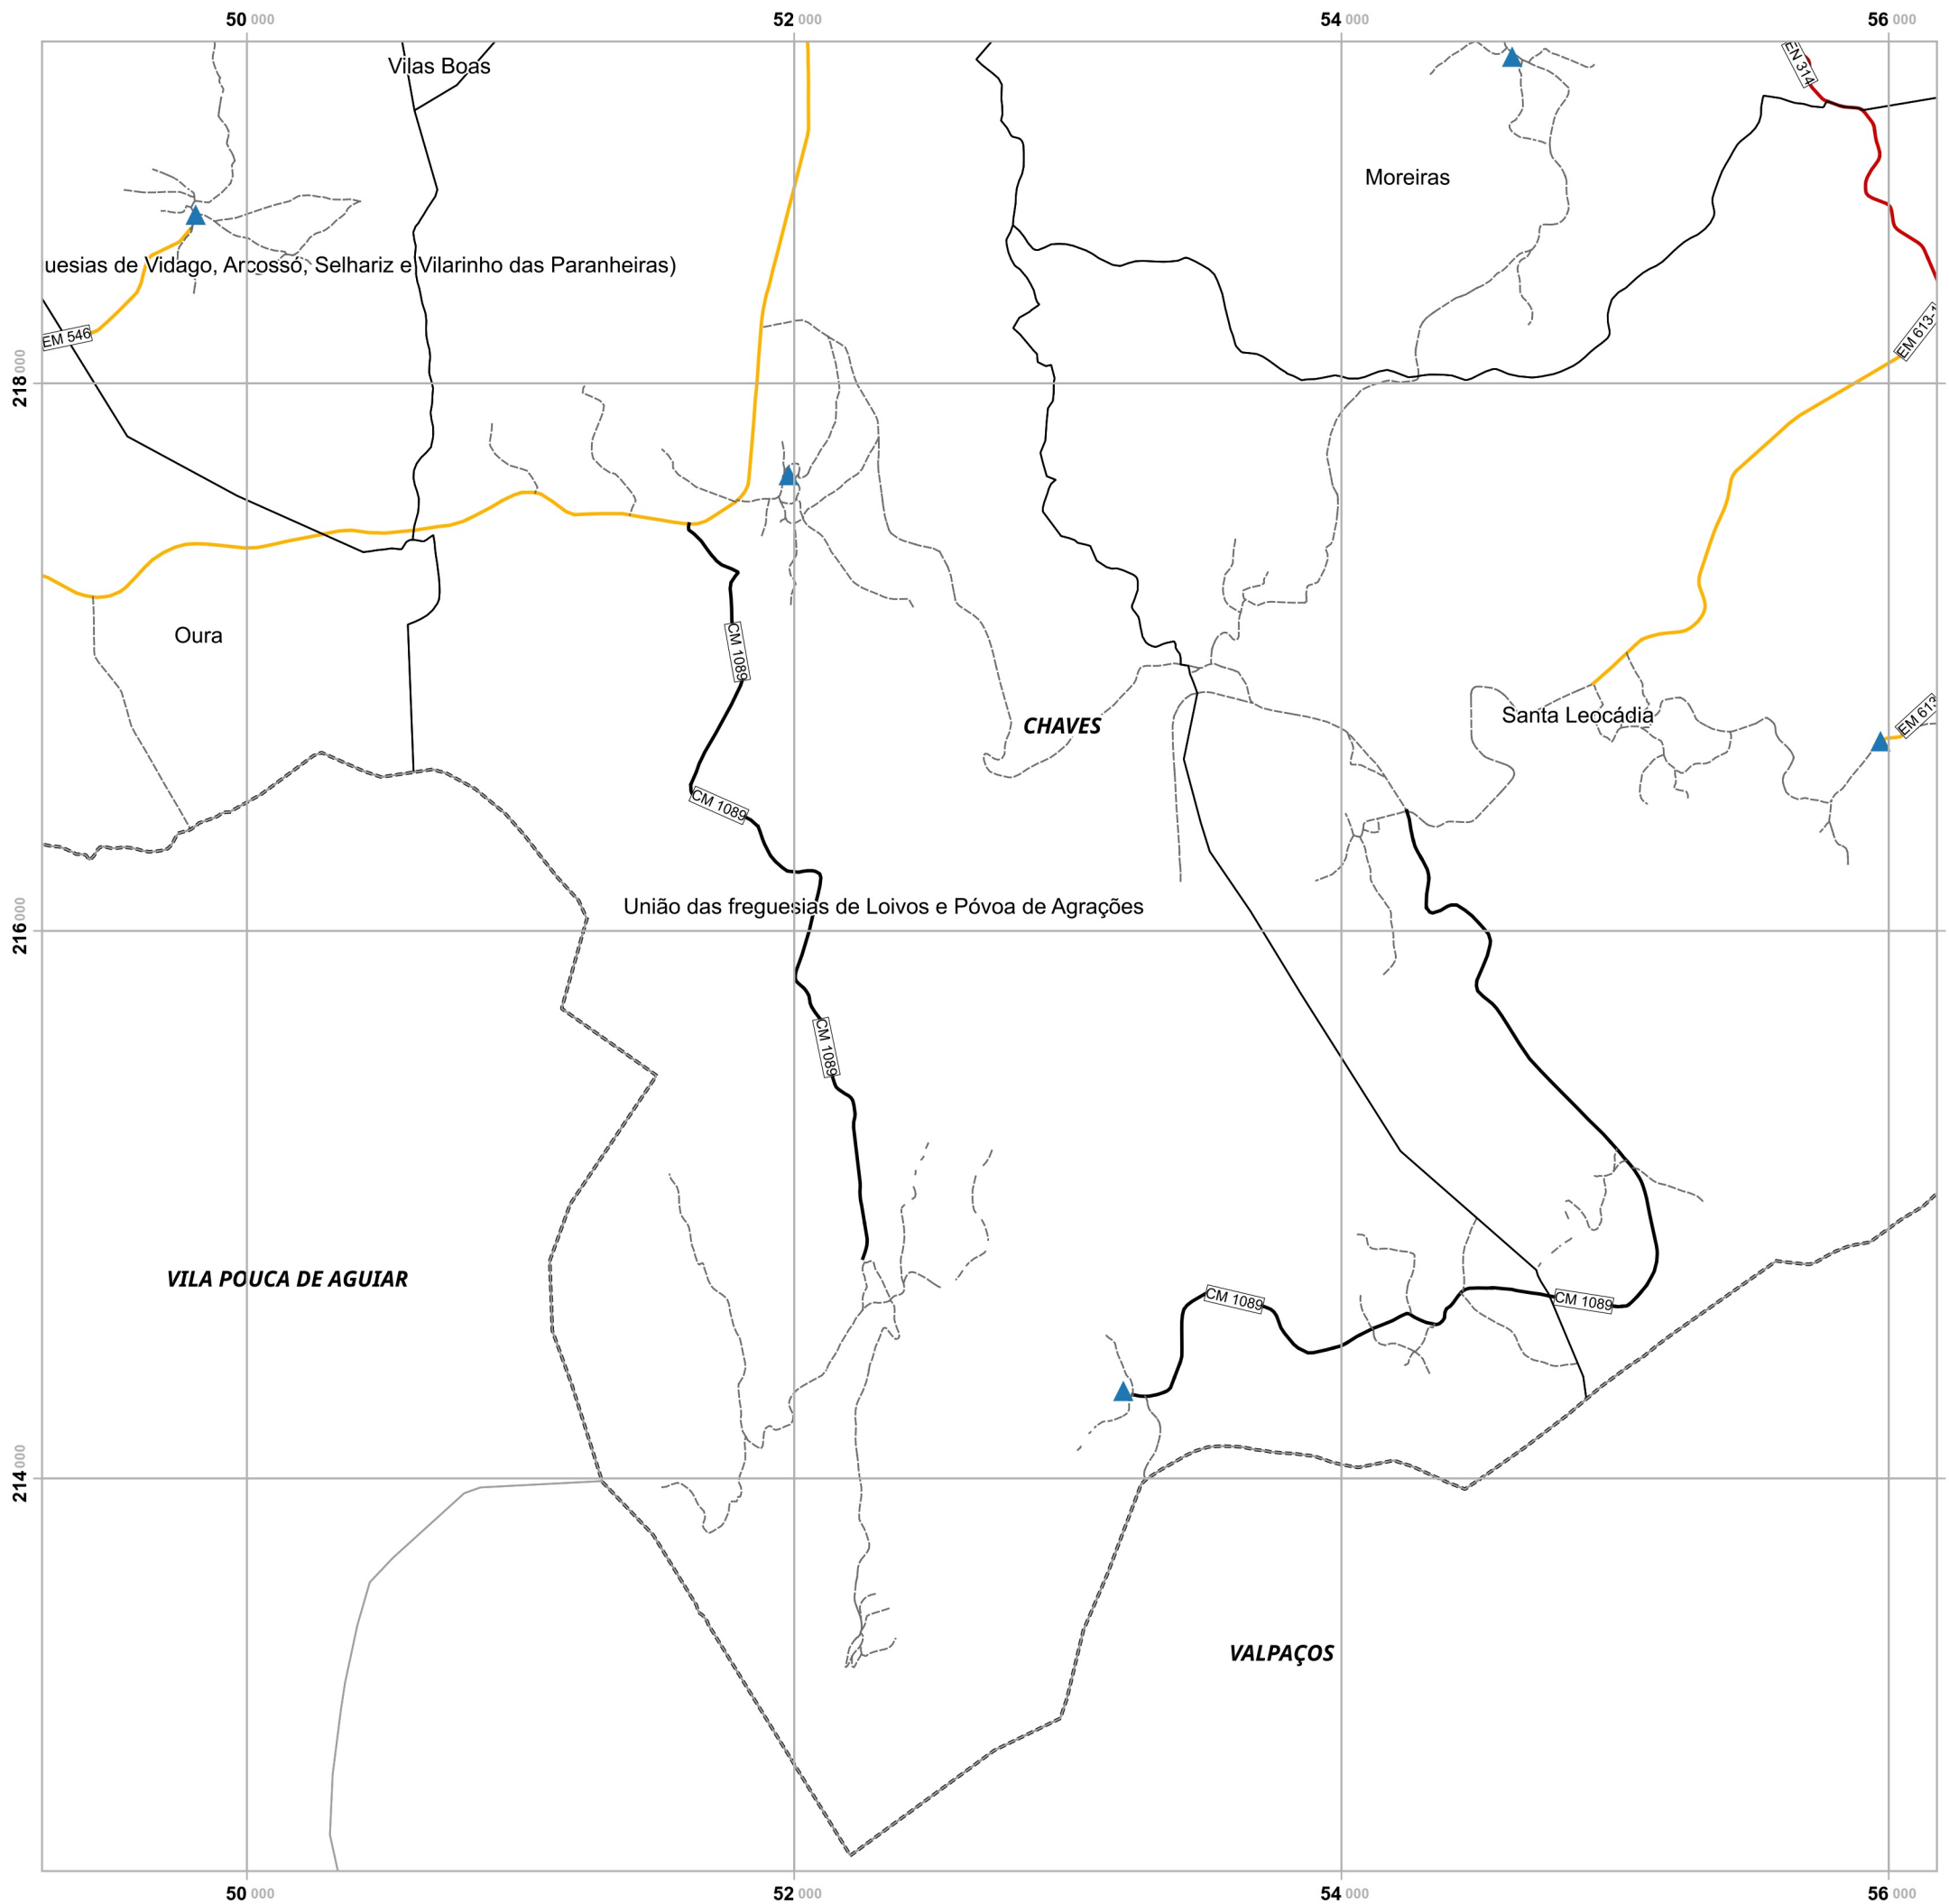 50 000
52 000
54 000
56 000
Vilas Boas
EN 314
Moreiras
uesias de Vidago, Arcossó, Selhariz e Vilarinho das Paranheiras)
EM 546
EM 613-1
218 000
Oura
CM 1089
CHAVES
Santa Leocádia
EM 613
CM 1089
União das freguesias de Loivos e Póvoa de Agrações
216 000
CM 1089
VILA POUCA DE AGUIAR
CM 1089
CM 1089
214 000
VALPAÇOS
50 000
52 000
54 000
56 000